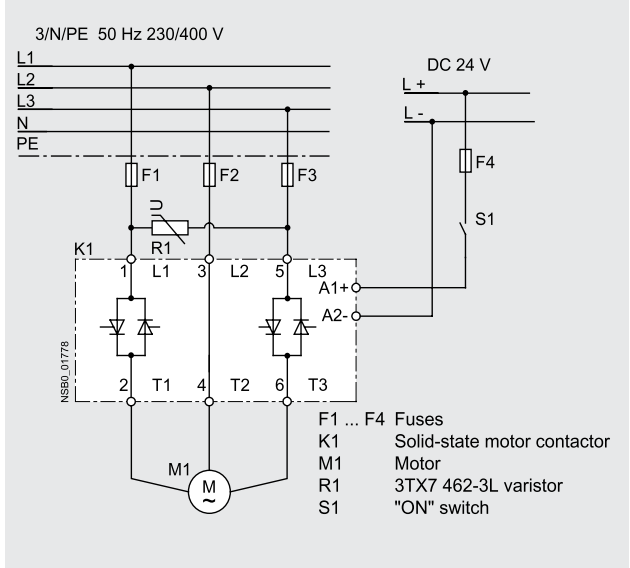 3/N/PE 50 Hz 230/400 V
L1
L2
L3
N
PE
DC 24 V
L +
L -
F1
F2
F3
F4
S1
U
R1
K1
1 L1 3 L2 5 L3
A1+
A2-
NSB0_01778
2 T1 4 T2 6 T3
M1
M
~
F1 ... F4 Fuses
K1 Solid-state motor contactor
M1 Motor
R1 3TX7 462-3L varistor
S1 "ON" switch